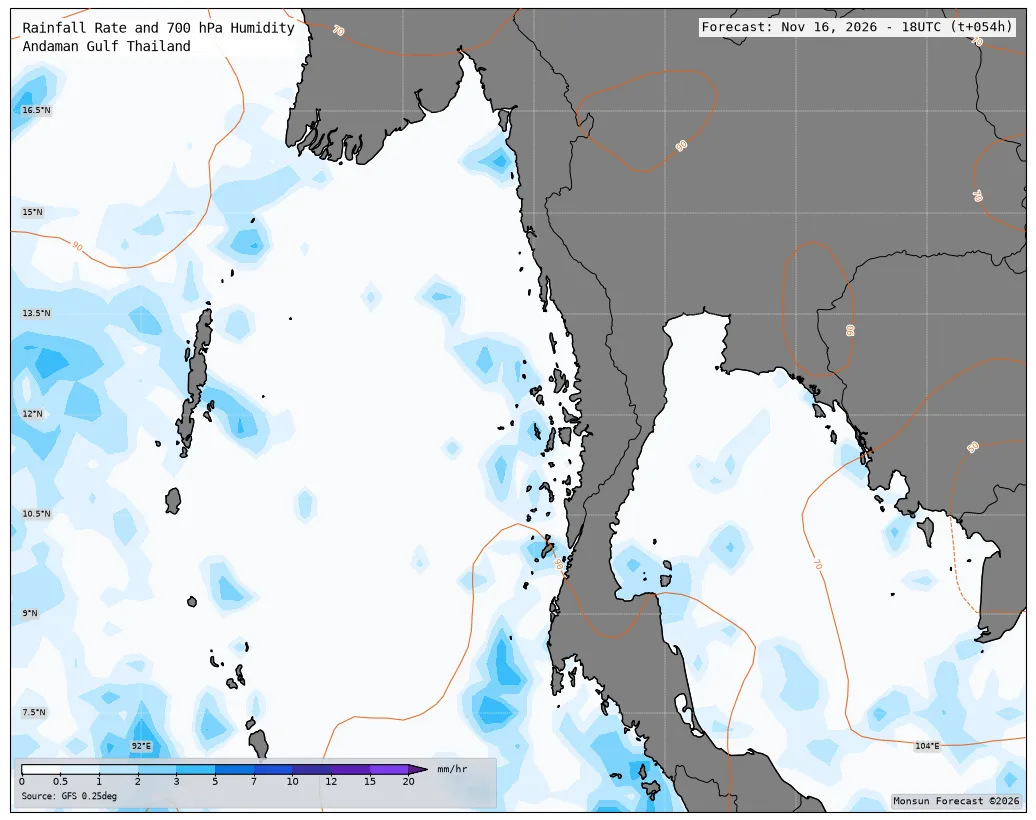 Rainfall Rate and 700 hPa Humidity
Andaman Gulf Thailand
Forecast: Nov 16, 2026 - 18UTC (t+054h)
70
70
16.5°N
90
70
15°N
90
13.5°N
12°N
50
10.5°N
90
70
9°N
7.5°N
92°E
104°E
mm/hr
0 0.5 1 2 3 5 7 10 12 15 20
Source: GFS 0.25deg
Monsun Forecast ©2026